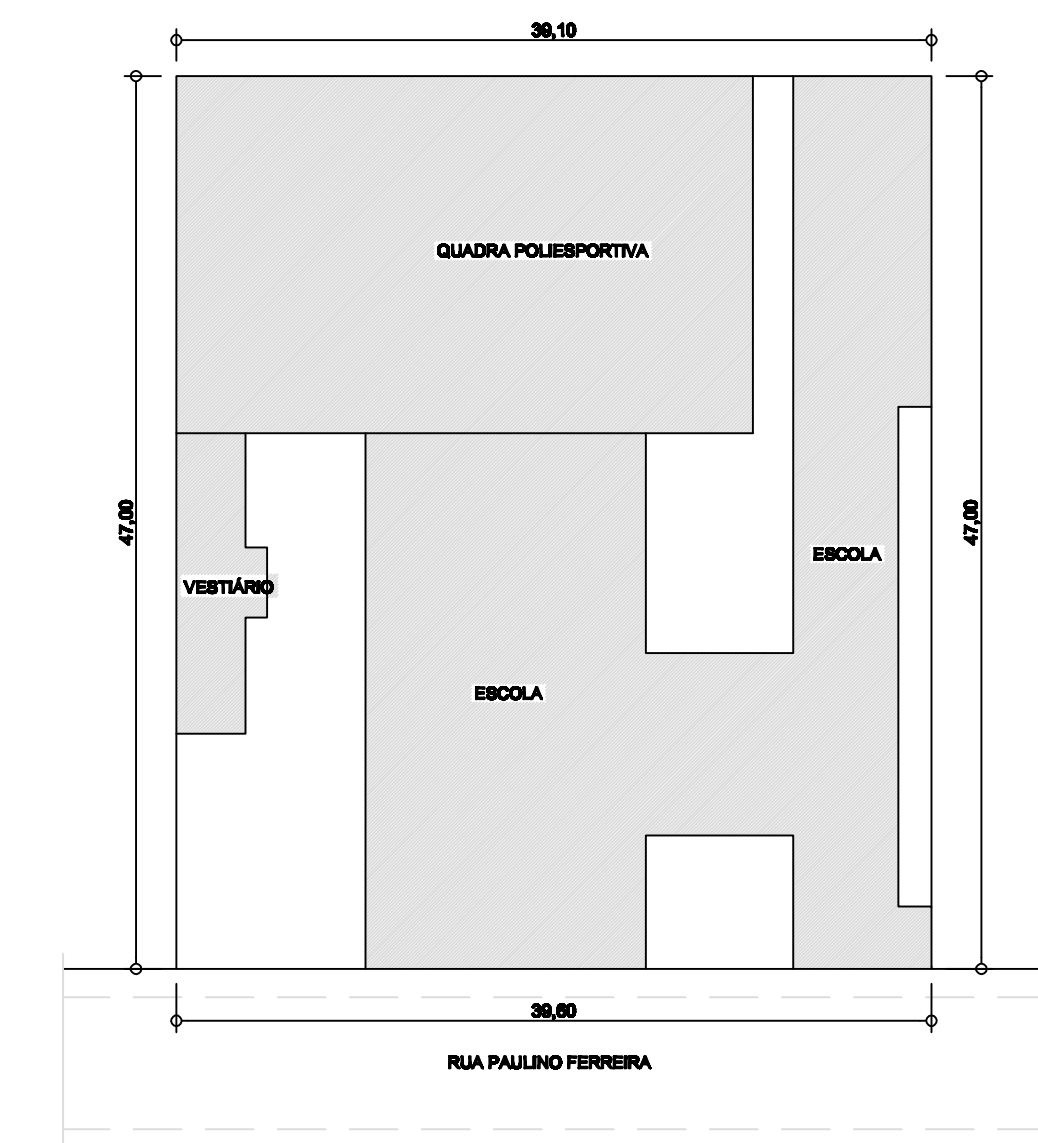 39,10
QUADRA POLIESPORTIVA
47,00
47,00
ESCOLA
VESTIÁRIO
ESCOLA
39,60
RUA PAULINO FERREIRA